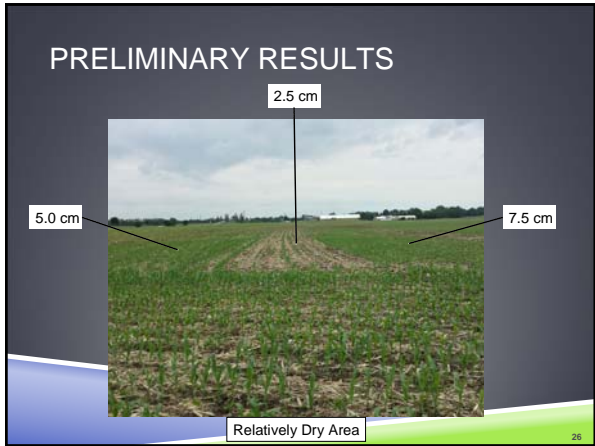 PRELIMINARY RESULTS
2.5 cm
5.0 cm
7.5 cm
Relatively Dry Area
26